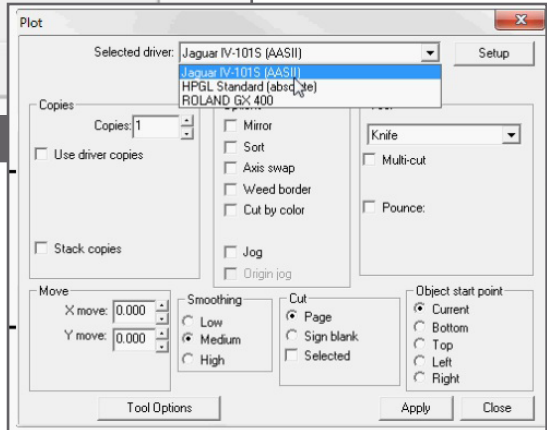 Plot
Selected driver: Jaguar IV-101S (AASII)
Setup
Jaguar IV-101S (AASII)
HPGL Standard (absolute)
ROLAND GX 400
Copies
Copies: 1
Use driver copies
Stack copies
Mirror
Sort
Axis swap
Weed border
Cut by color
Jog
Origin jog
Knife
Multi-cut
Pounce:
Move
X move: 0.000
Y move: 0.000
Smoothing
Low
Medium
High
Cut
Page
Sign blank
Selected
Object start point
Current
Bottom
Top
Left
Right
Tool Options
Apply
Close